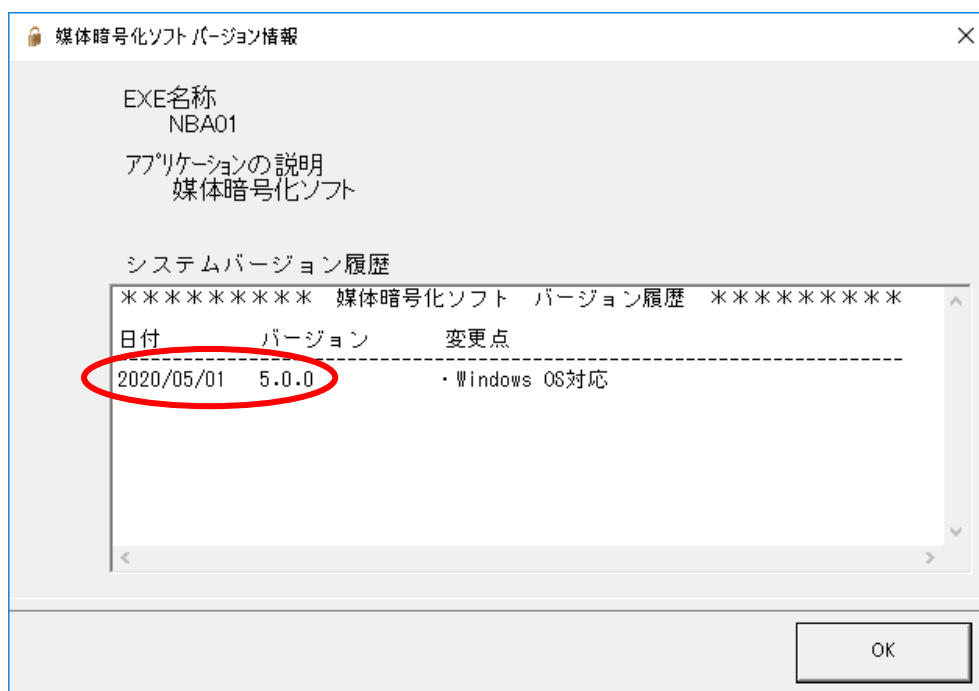 媒体暗号化ソフト バージョン情報
EXE名称
NBA01
アプリケーションの説明
媒体暗号化ソフト
システムバージョン履歴
********* 媒体暗号化ソフト バージョン履歴 *********
日付 バージョン 変更点
--------------------------------------------------------------------------------
2020/05/01 5.0.0 ・Windows OS対応
OK